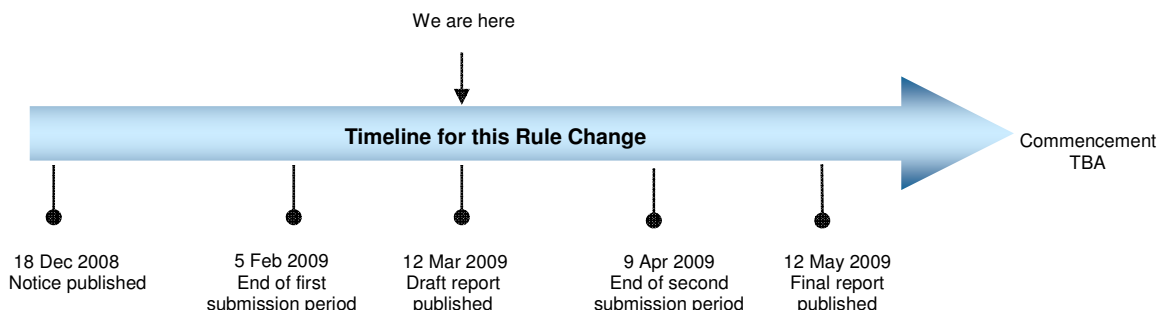 We are here
Timeline for this Rule Change
Commencement
TBA
18 Dec 2008
Notice published
5 Feb 2009
End of first
submission period
12 Mar 2009
Draft report
published
9 Apr 2009
End of second
submission period
12 May 2009
Final report
published